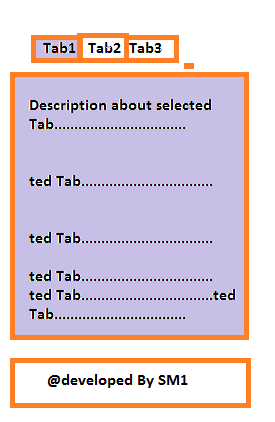 Tab1 Tab2 Tab3
Description about selected
Tab.................................
ted Tab.................................
ted Tab.................................
ted Tab.................................
ted Tab.................................ted
Tab.................................
@developed By SM1